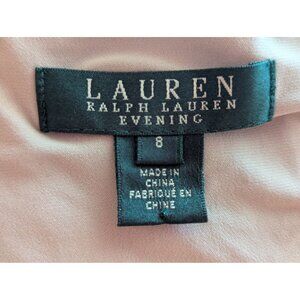 LAUREN
RALPH LAUREN
EVENING
8
MADE IN
CHINA
FABRIQUÉ EN
CHINE